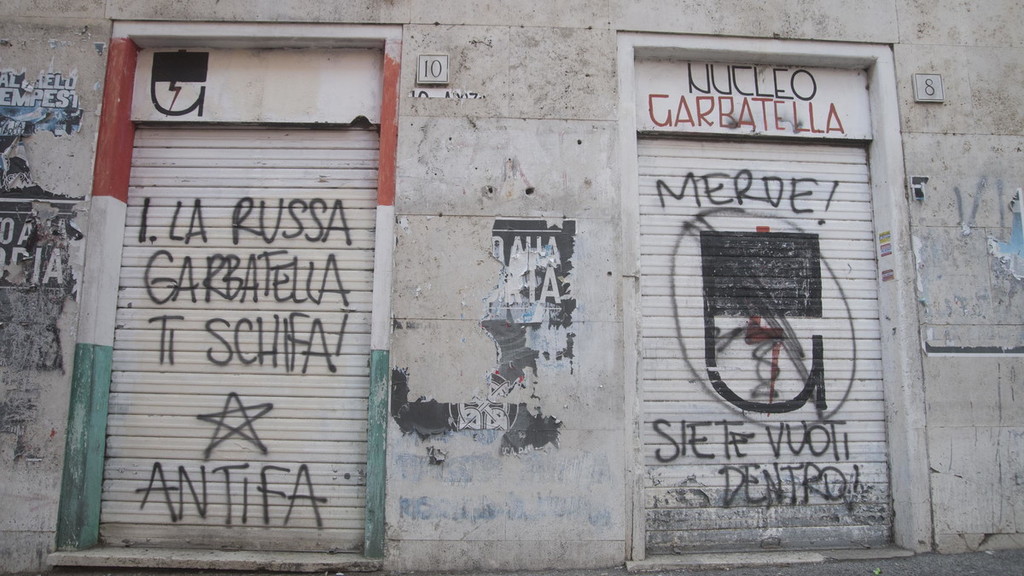 10
8
NUCLEO
GARBATELLA
MERDE!
I. LA RUSSA
GARBATELLA
TI SCHIFA!
ANTIFA
SIETE VUOTI
DENTRO!